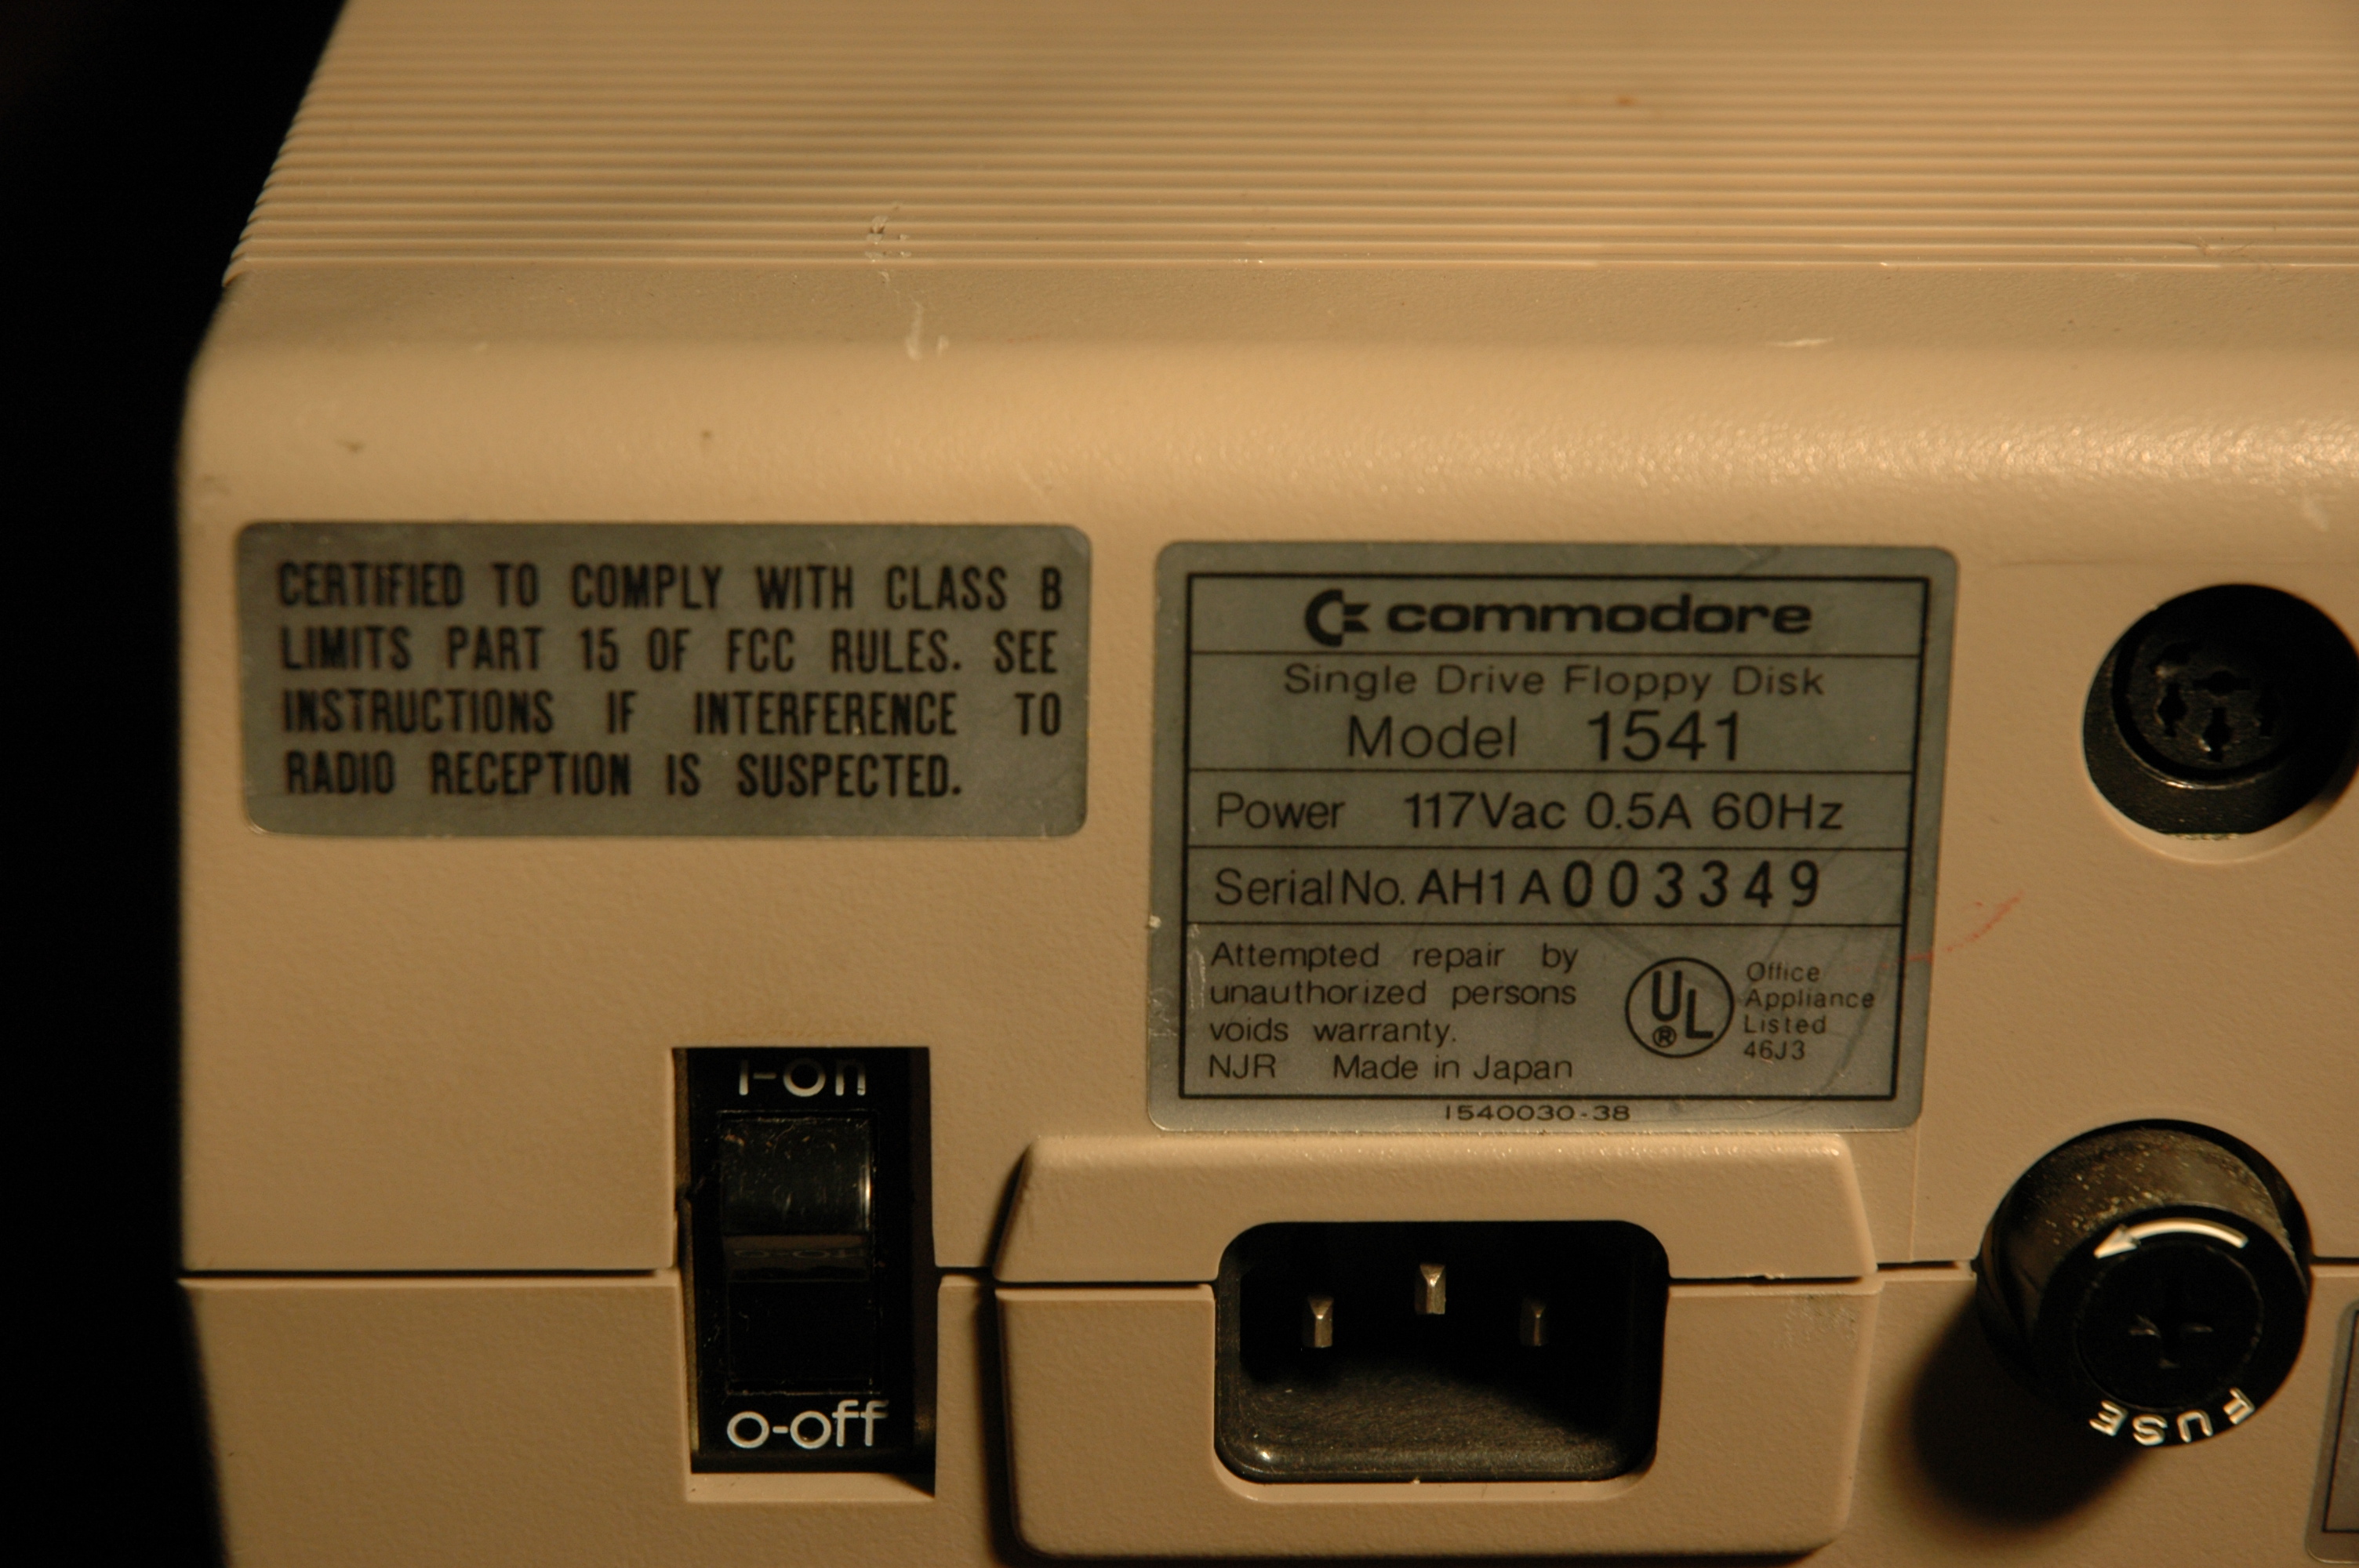 CERTIFIED TO COMPLY WITH CLASS B
LIMITS PART 15 OF FCC RULES. SEE
INSTRUCTIONS IF INTERFERENCE TO
RADIO RECEPTION IS SUSPECTED.
commodore
Single Drive Floppy Disk
Model 1541
Power 117Vac 0.5A 60Hz
Serial No. AH1 A 003349
Attempted repair by
unauthorized persons
voids warranty.
NJR Made in Japan
UL ®
Office
Appliance
Listed
46J3
1540030-38
I-on
o-off
FUSE